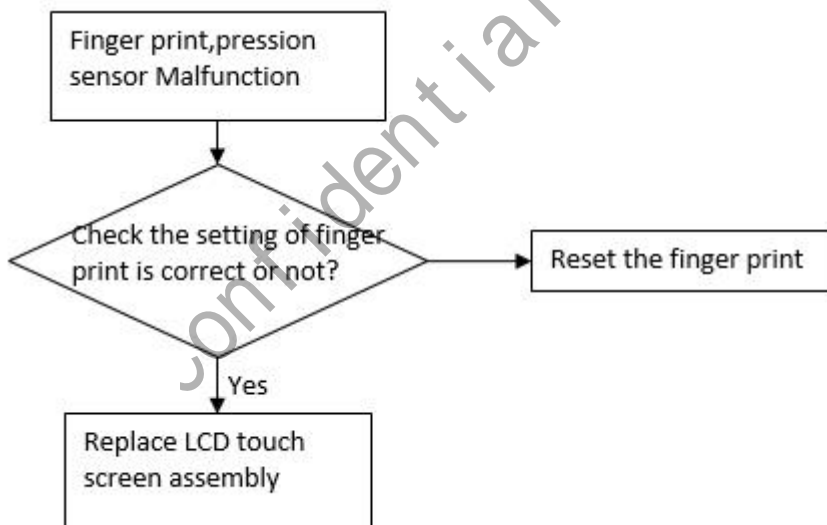 Finger print,pression
sensor Malfunction
Check the setting of finger
print is correct or not?
Reset the finger print
Yes
Replace LCD touch
screen assembly
confidential